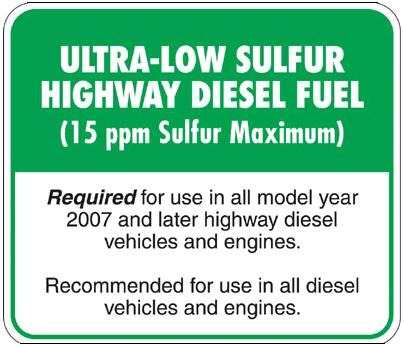 ULTRA-LOW SULFUR
HIGHWAY DIESEL FUEL
(15 ppm Sulfur Maximum)
Required for use in all model year
2007 and later highway diesel
vehicles and engines.
Recommended for use in all diesel
vehicles and engines.